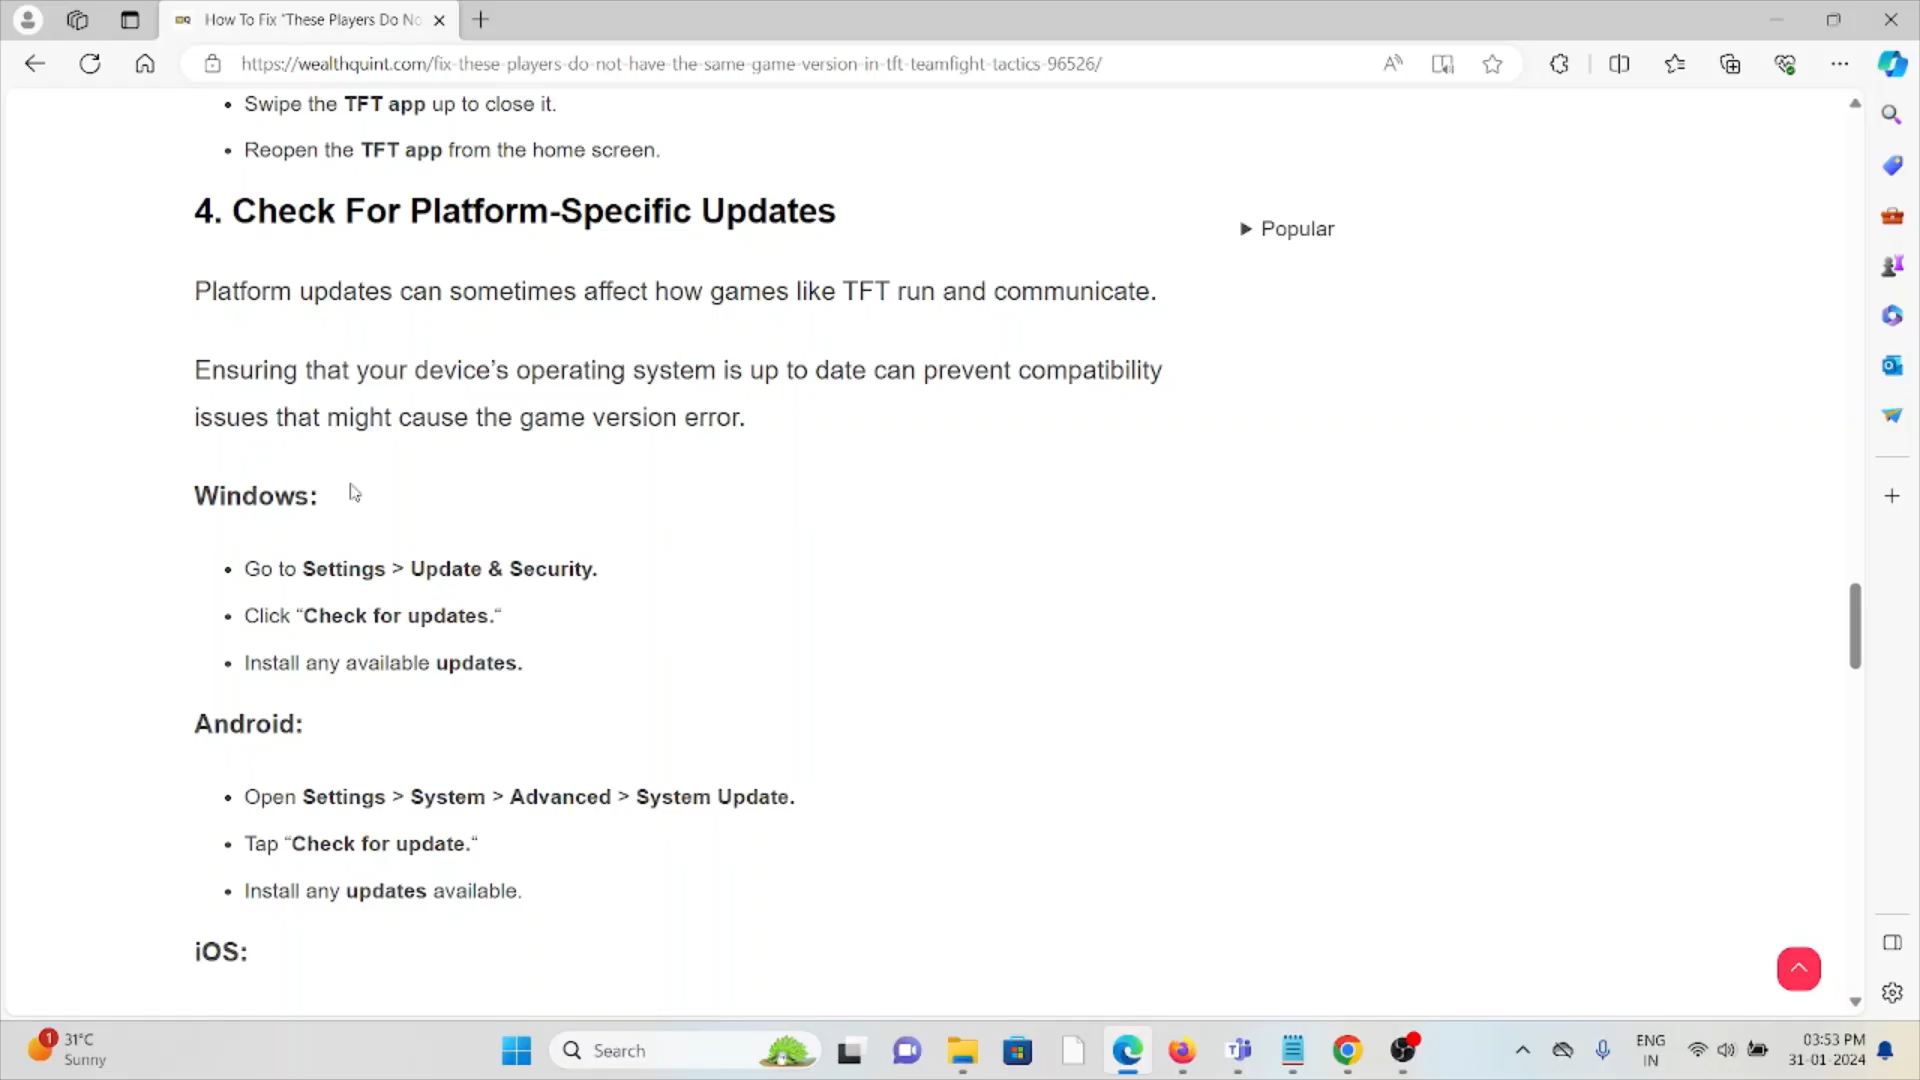 How To Fix "These Players Do No
https://wealthquint.com/fix-these-players-do-not-have-the-same-game-version-in-tft-teamfight-tactics-96526/
• Swipe the TFT app up to close it.
• Reopen the TFT app from the home screen.
4. Check For Platform-Specific Updates
Popular
Platform updates can sometimes affect how games like TFT run and communicate.
Ensuring that your device’s operating system is up to date can prevent compatibility
issues that might cause the game version error.
Windows:
• Go to Settings > Update & Security.
• Click “Check for updates.“
• Install any available updates.
Android:
• Open Settings > System > Advanced > System Update.
• Tap “Check for update.“
• Install any updates available.
iOS:
1
31°C
Sunny
Search
ENG
IN
03:53 PM
31-01-2024